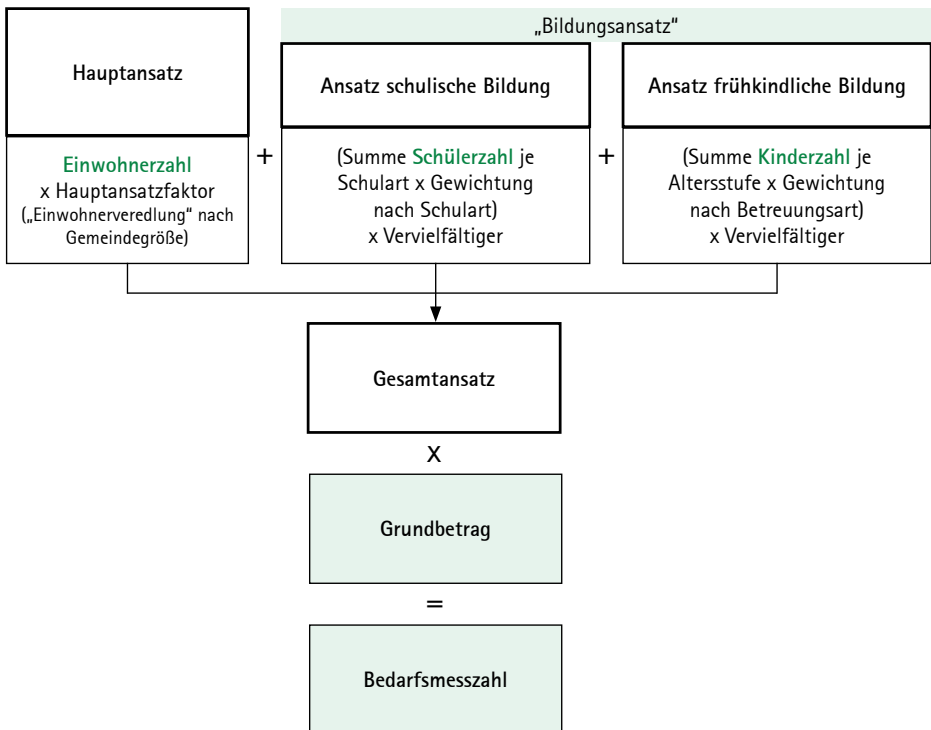 „Bildungsansatz“
Hauptansatz
Einwohnerzahl
x Hauptansatzfaktor
(„Einwohnerveredlung“ nach
Gemeindegröße)
+
Ansatz schulische Bildung
(Summe Schülerzahl je
Schulart x Gewichtung
nach Schulart)
x Vervielfältiger
+
Ansatz frühkindliche Bildung
(Summe Kinderzahl je
Altersstufe x Gewichtung
nach Betreuungsart)
x Vervielfältiger
Gesamtansatz
x
Grundbetrag
=
Bedarfsmesszahl